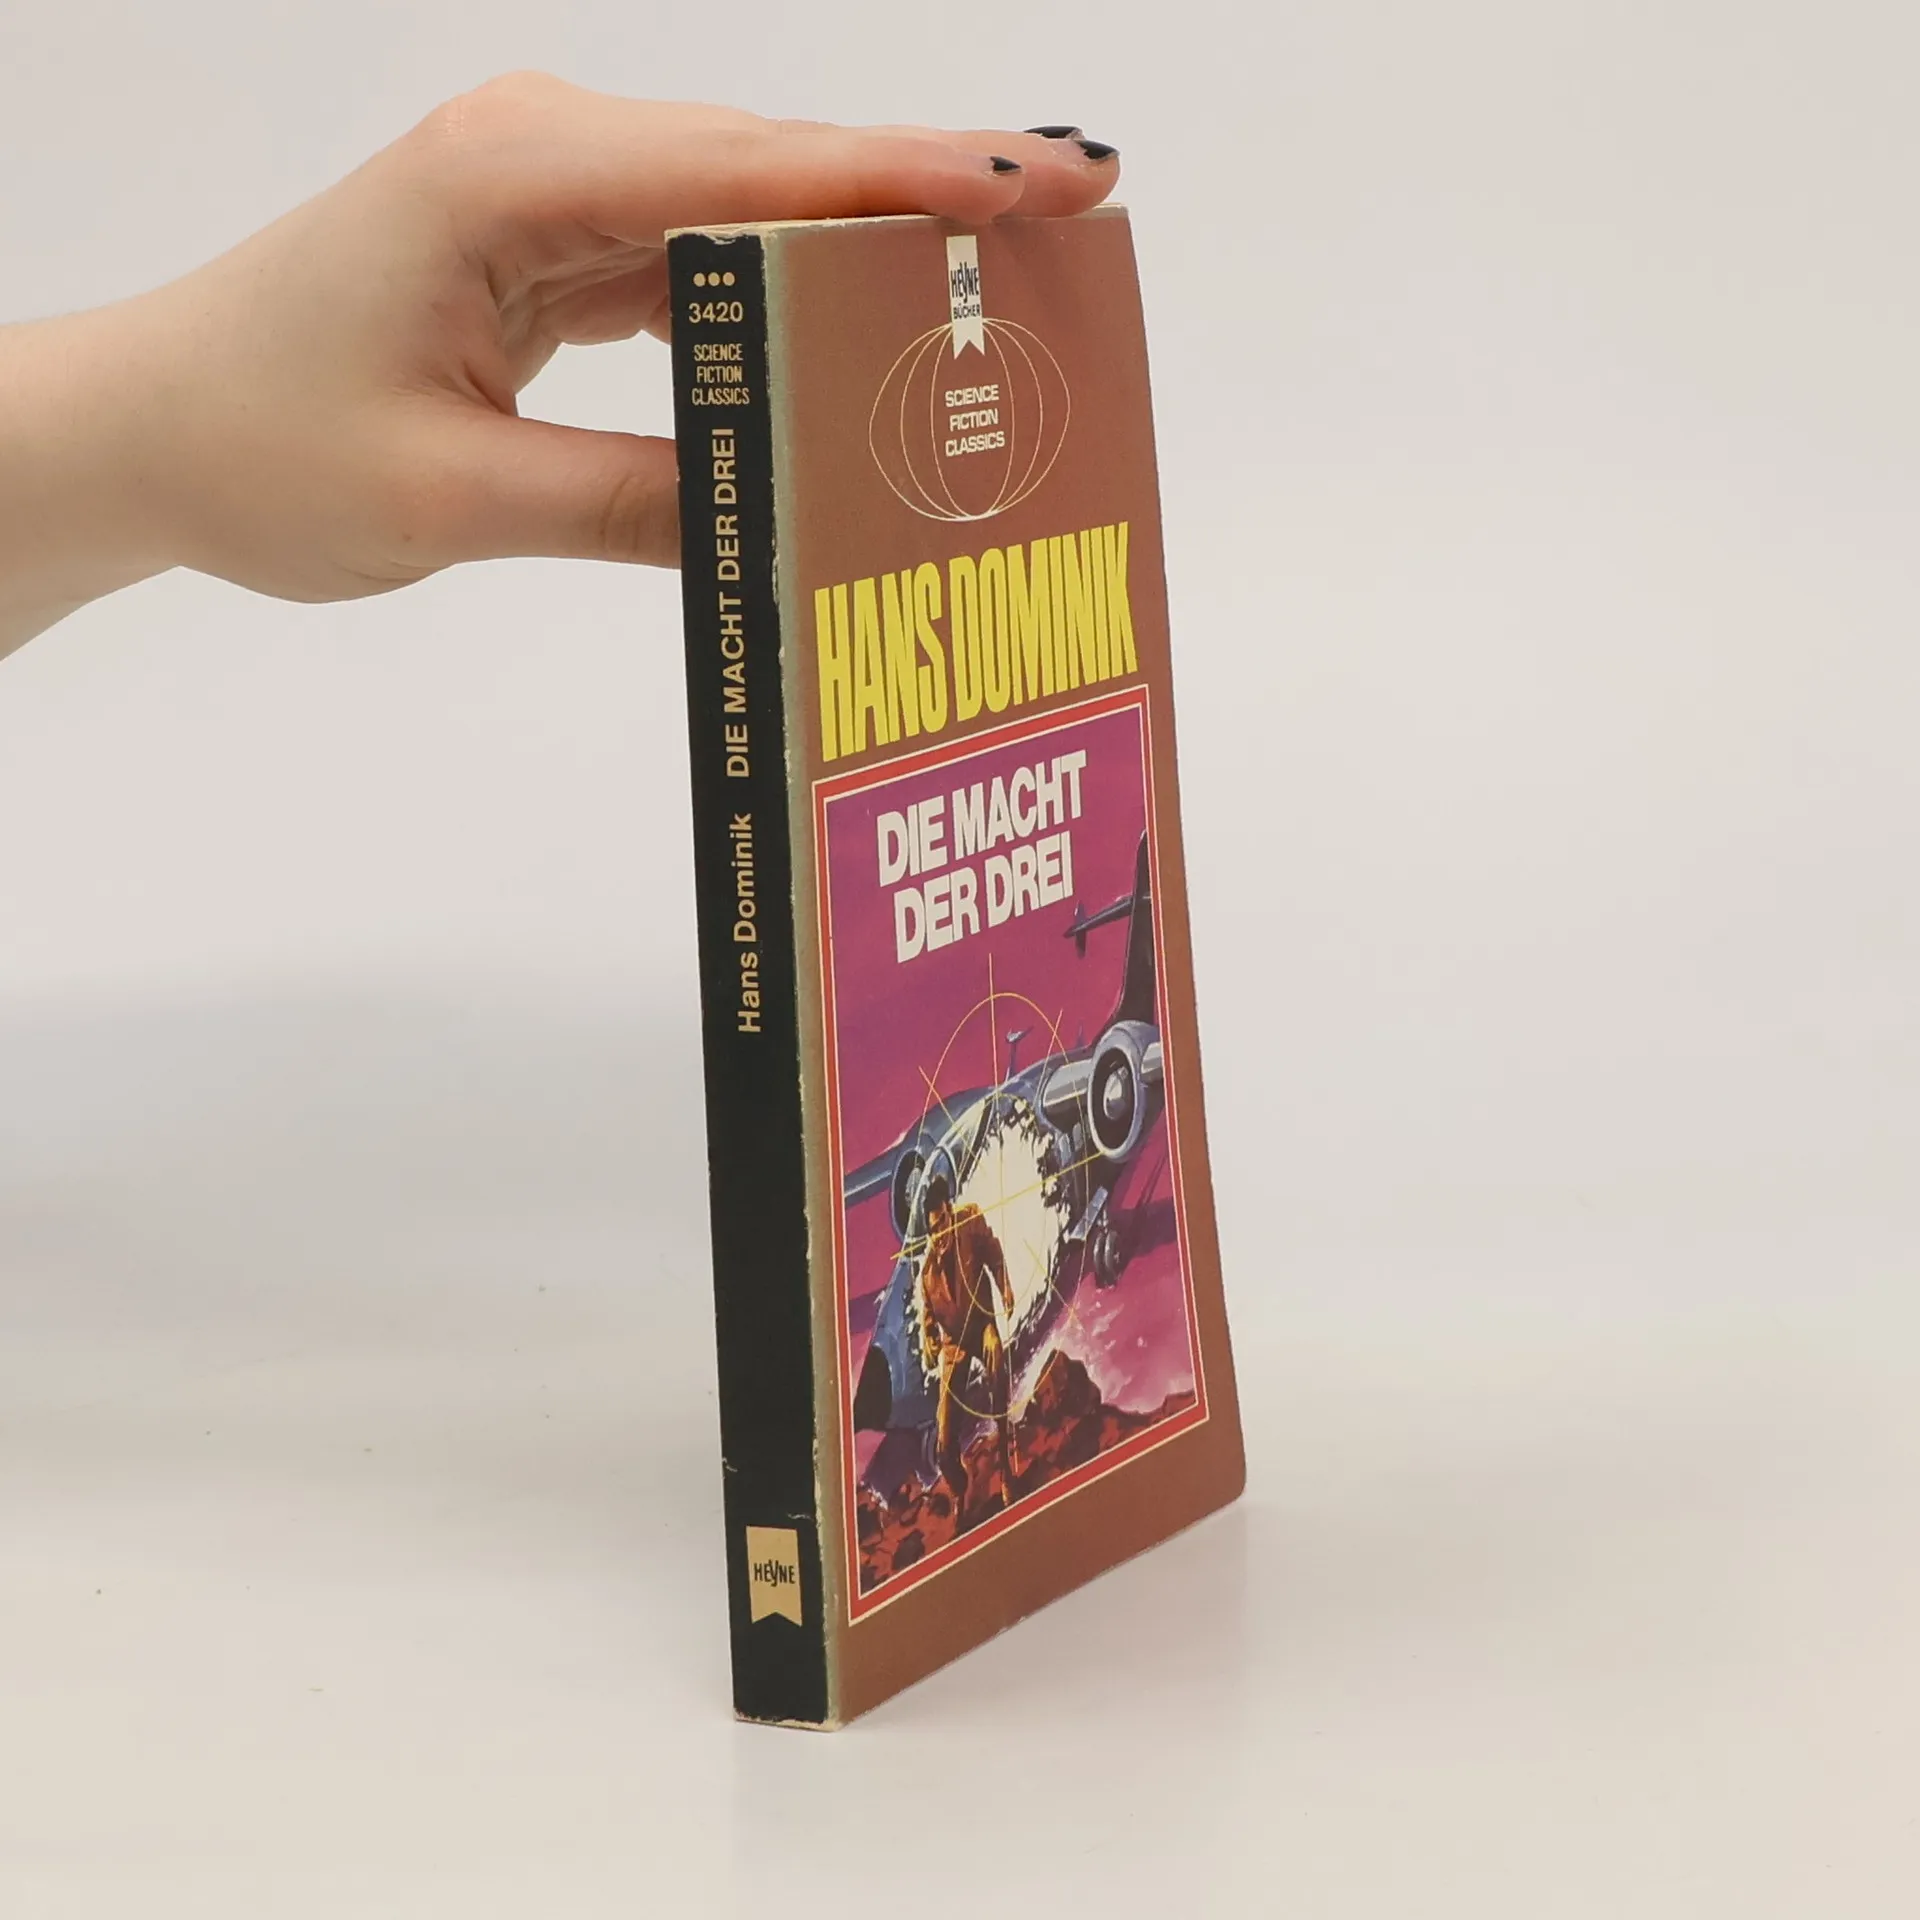 ●●●
3420
SCIENCE
FICTION
CLASSICS
Hans Dominik DIE MACHT DER DREI
HEYNE
HEYNE
BÜCHER
SCIENCE
FICTION
CLASSICS
HANS DOMINIK
DIE MACHT
DER DREI